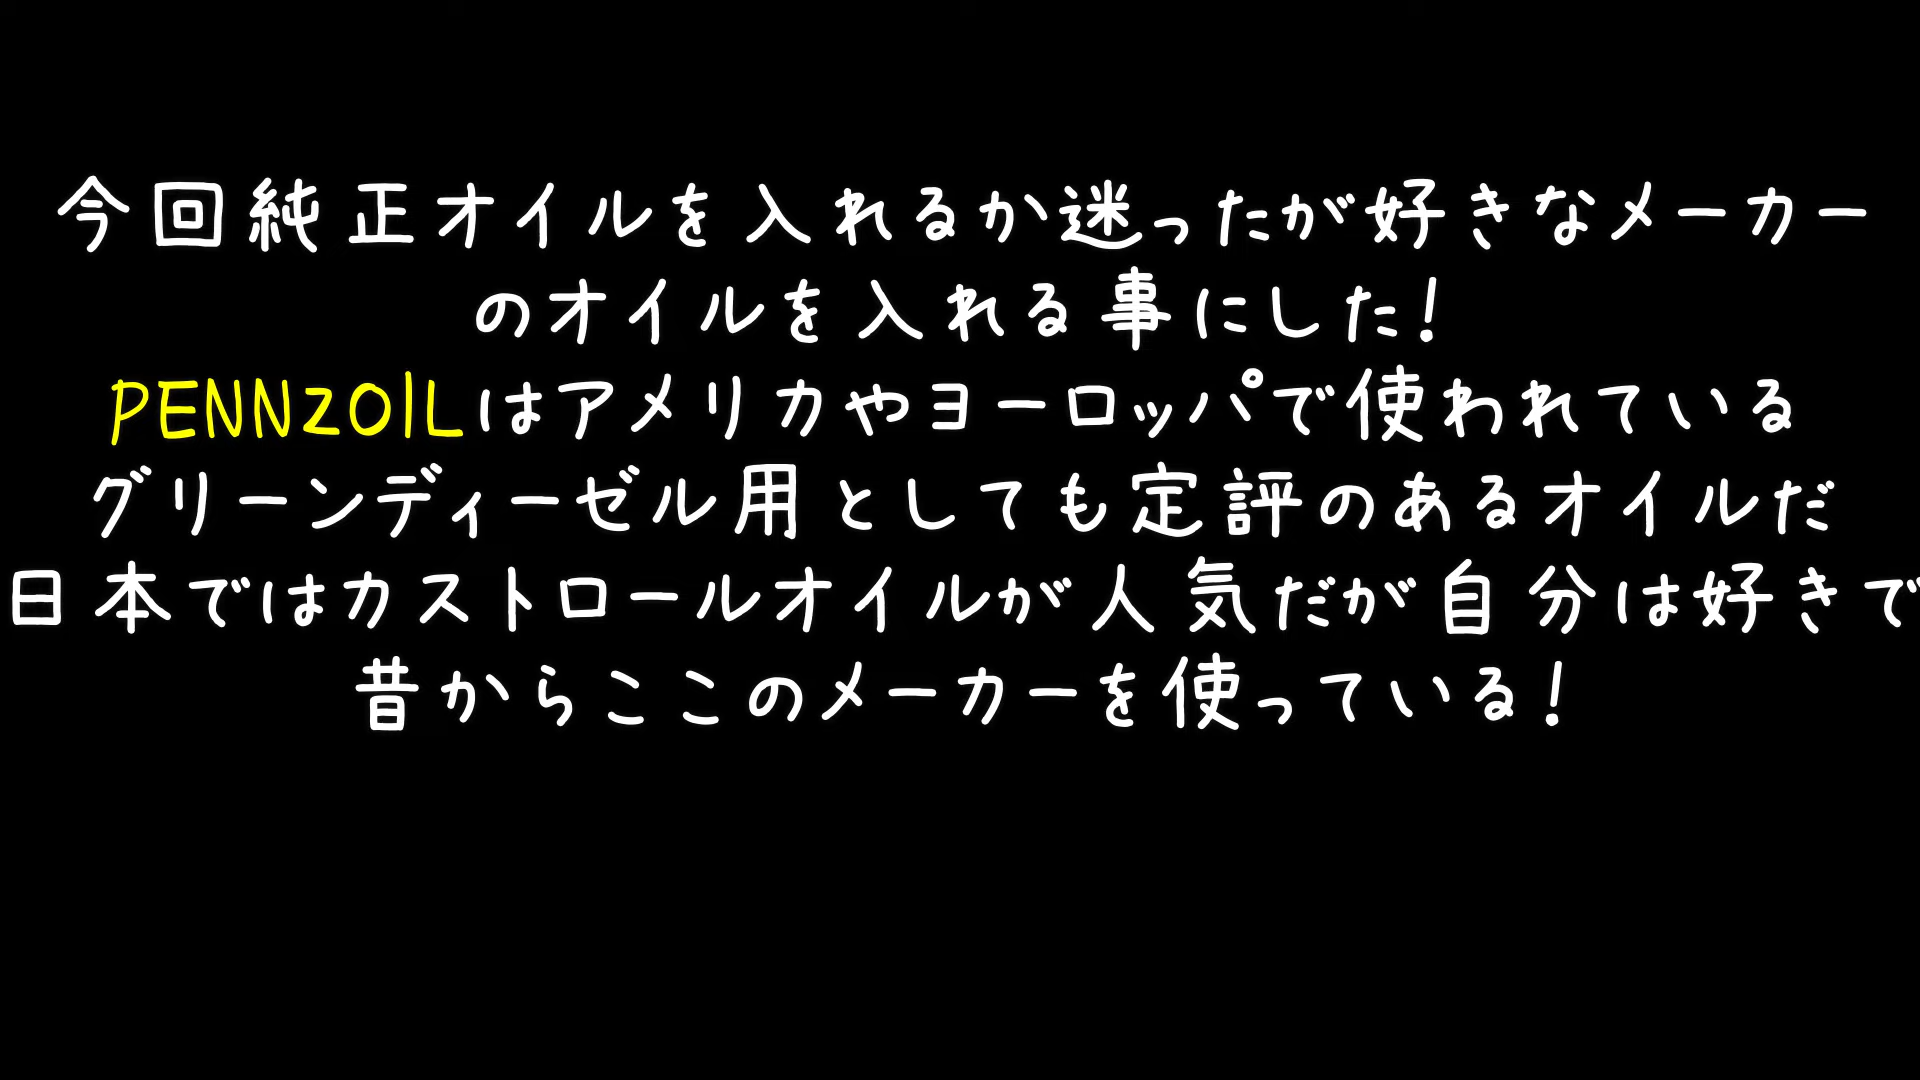 今回純正オイルを入れるか迷ったが好きなメーカー
のオイルを入れる事にした!
PENNZOILはアメリカやヨーロッパで使われている
グリーンディーゼル用としても定評のあるオイルだ
日本ではカストロールオイルが人気だが自分は好きで
昔からここのメーカーを使っている!